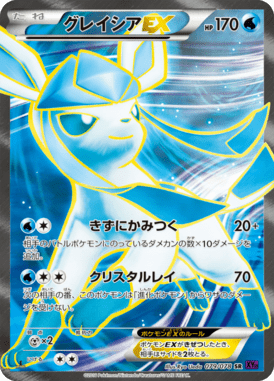 たね
グレイシアEX HP170
きずにかみつく 20+
相手のバトルポケモンにのっているダメカンの数×10ダメージを追加。
クリスタルレイ 70
次の相手の番、このポケモンは「進化ポケモン」からワザのダメージを受けない。
×2
ポケモンEXのルール
ポケモンEXがきぜつしたとき、
相手はサイドを2枚とる。
079/070 SR